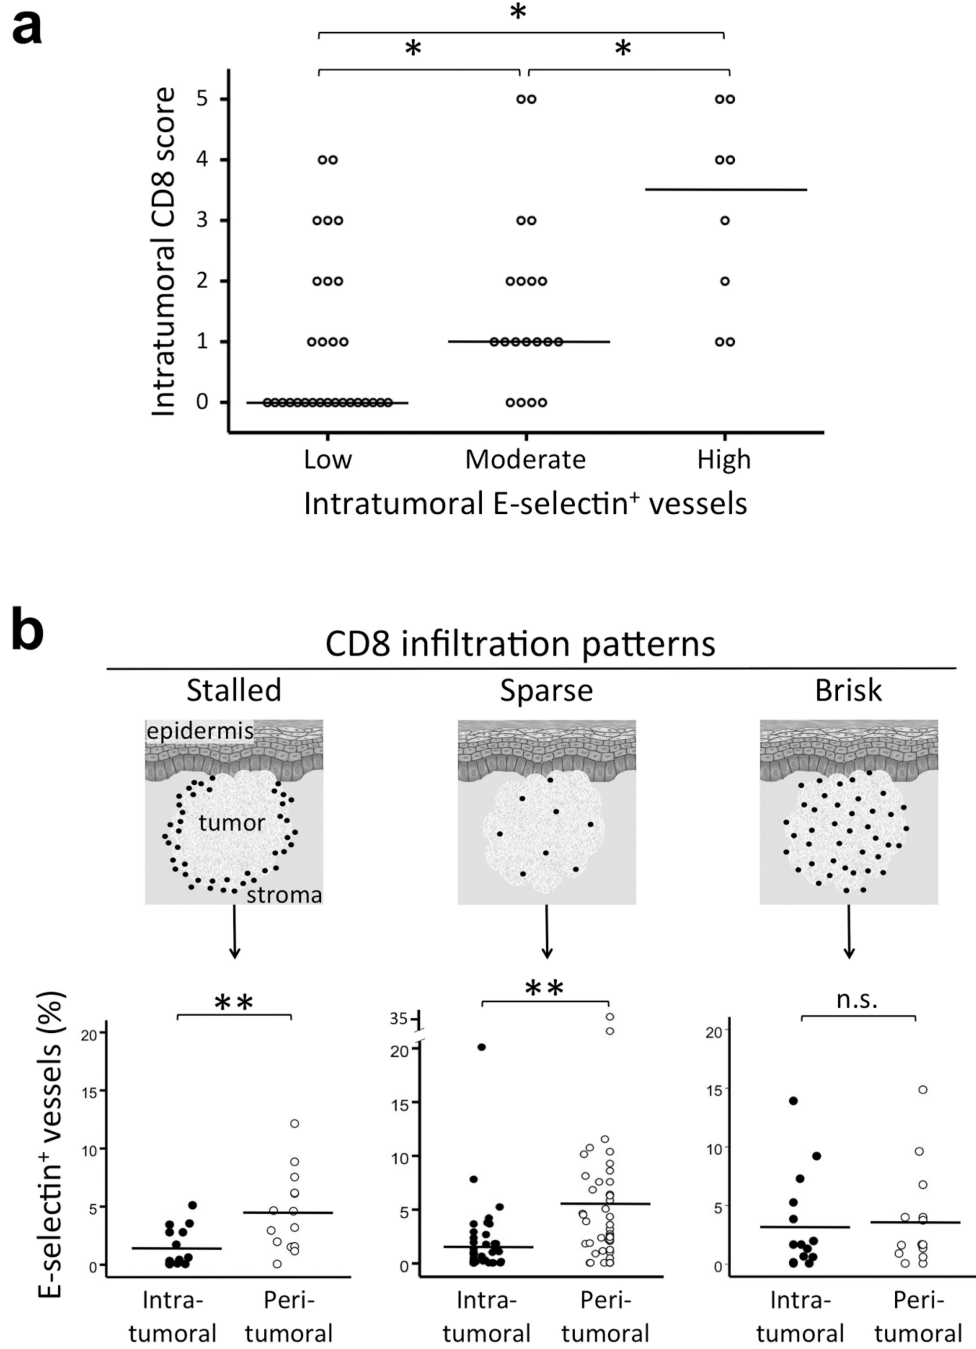 a
*
* *
Intratumoral CD8 score
5
4
3
2
1
0
Low Moderate High
Intratumoral E-selectin⁺ vessels
b
CD8 infiltration patterns
Stalled Sparse Brisk
epidermis
tumor
stroma
E-selectin⁺ vessels (%)
** ** n.s.
20
15
10
5
0
35
20
15
10
5
0
20
15
10
5
0
Intra- Peri- Intra- Peri- Intra- Peri-
tumoral tumoral tumoral tumoral tumoral tumoral